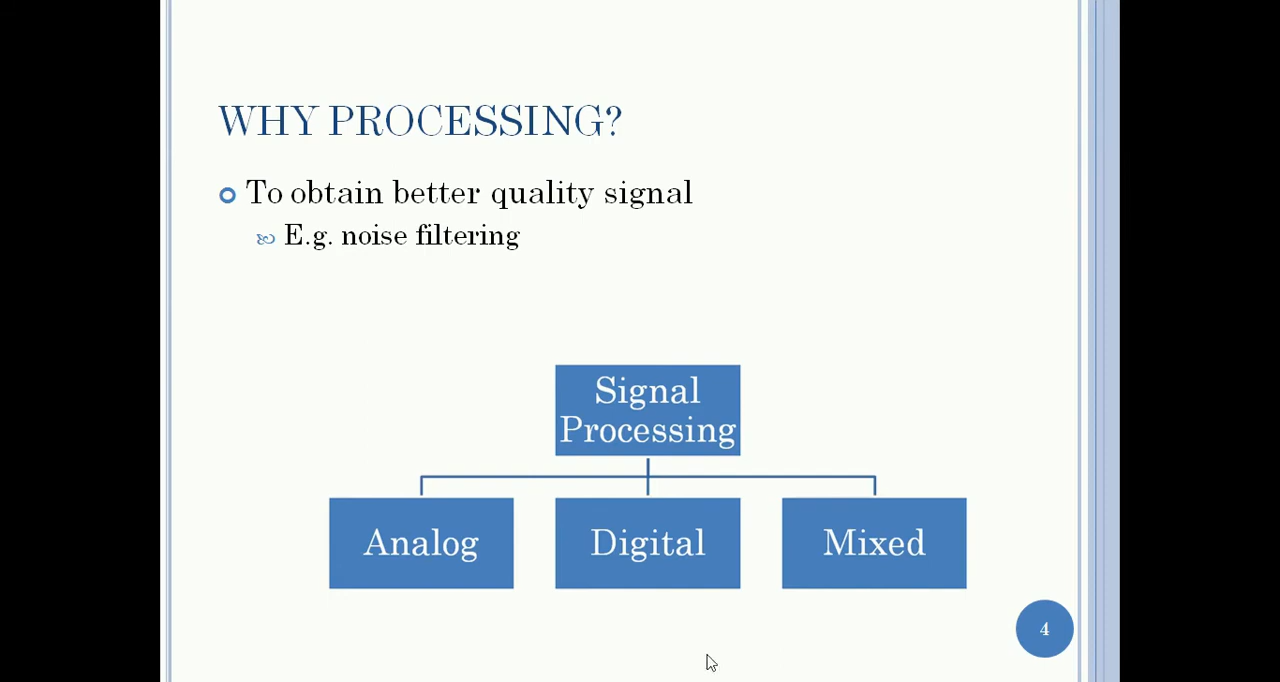 WHY PROCESSING?
To obtain better quality signal
E.g. noise filtering
Signal
Processing
Analog
Digital
Mixed
4